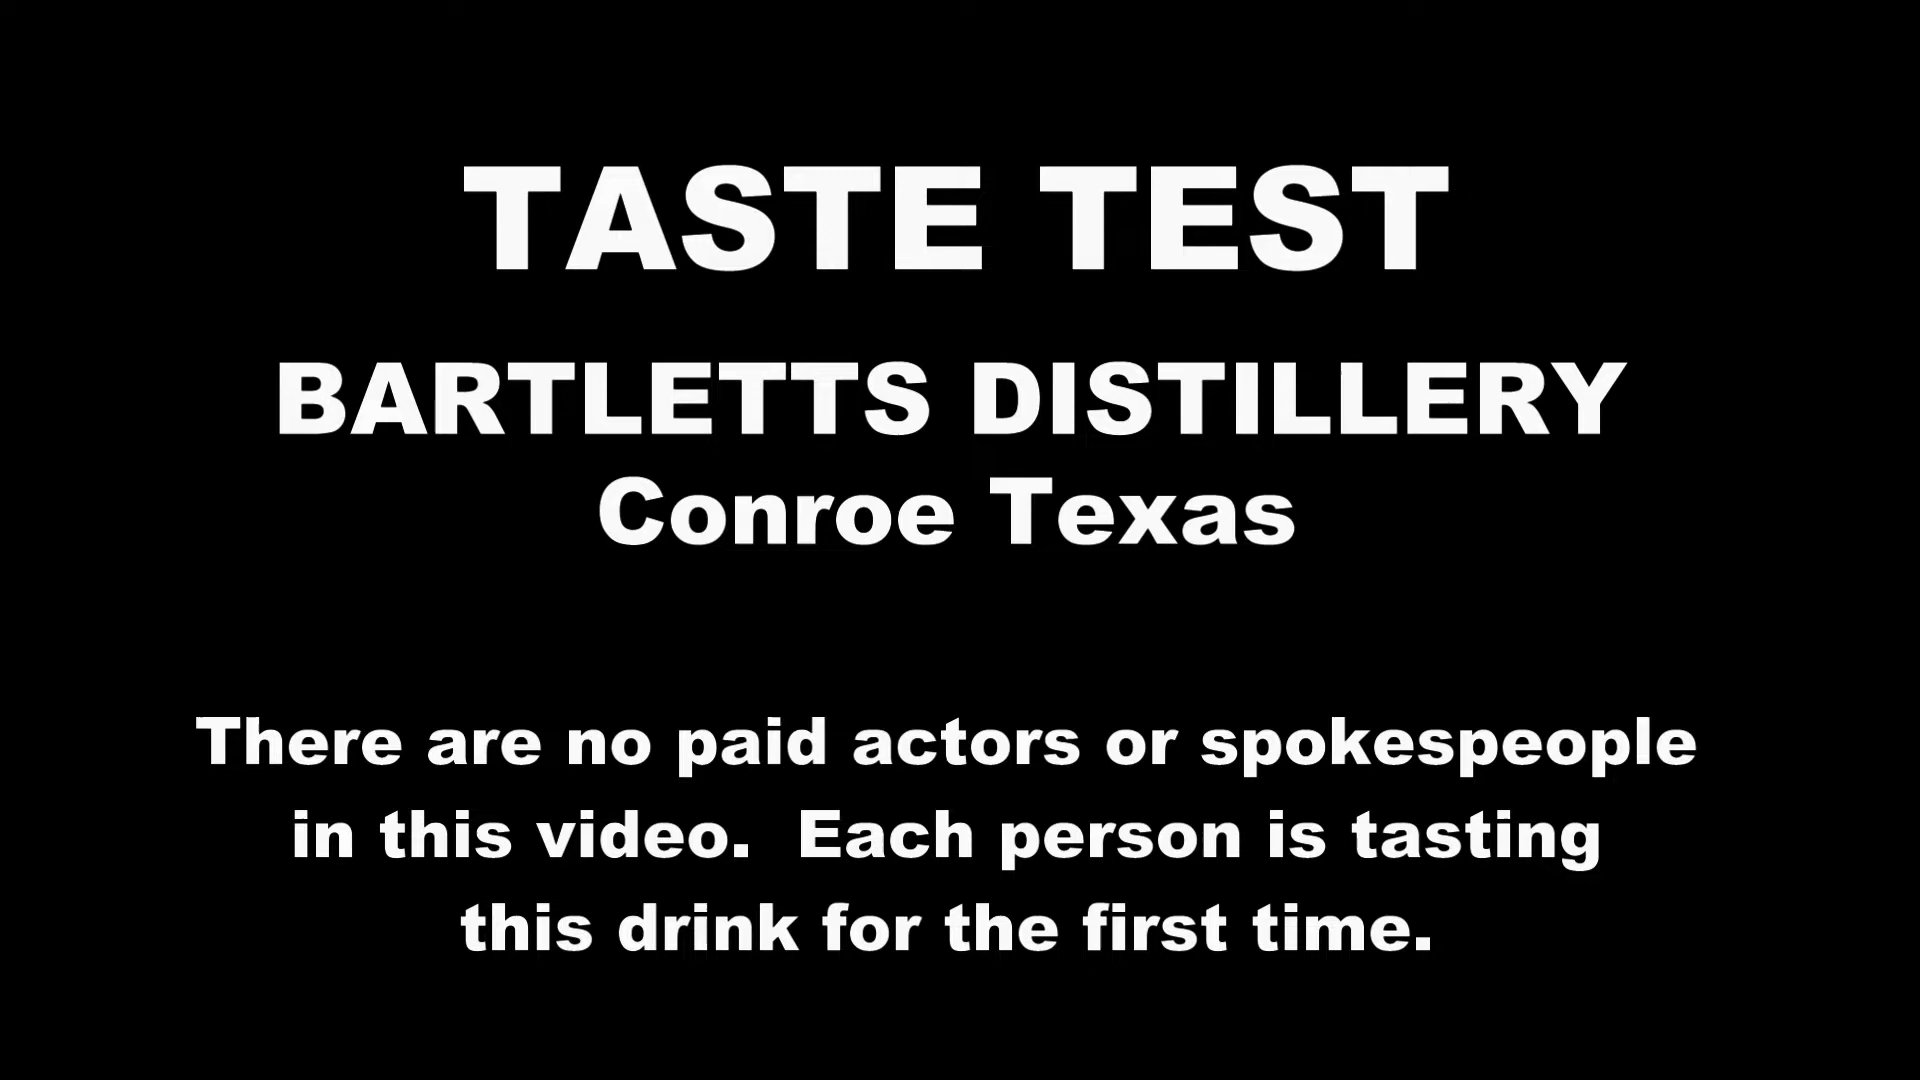 TASTE TEST
BARTLETTS DISTILLERY
Conroe Texas
There are no paid actors or spokespeople
in this video.  Each person is tasting
this drink for the first time.